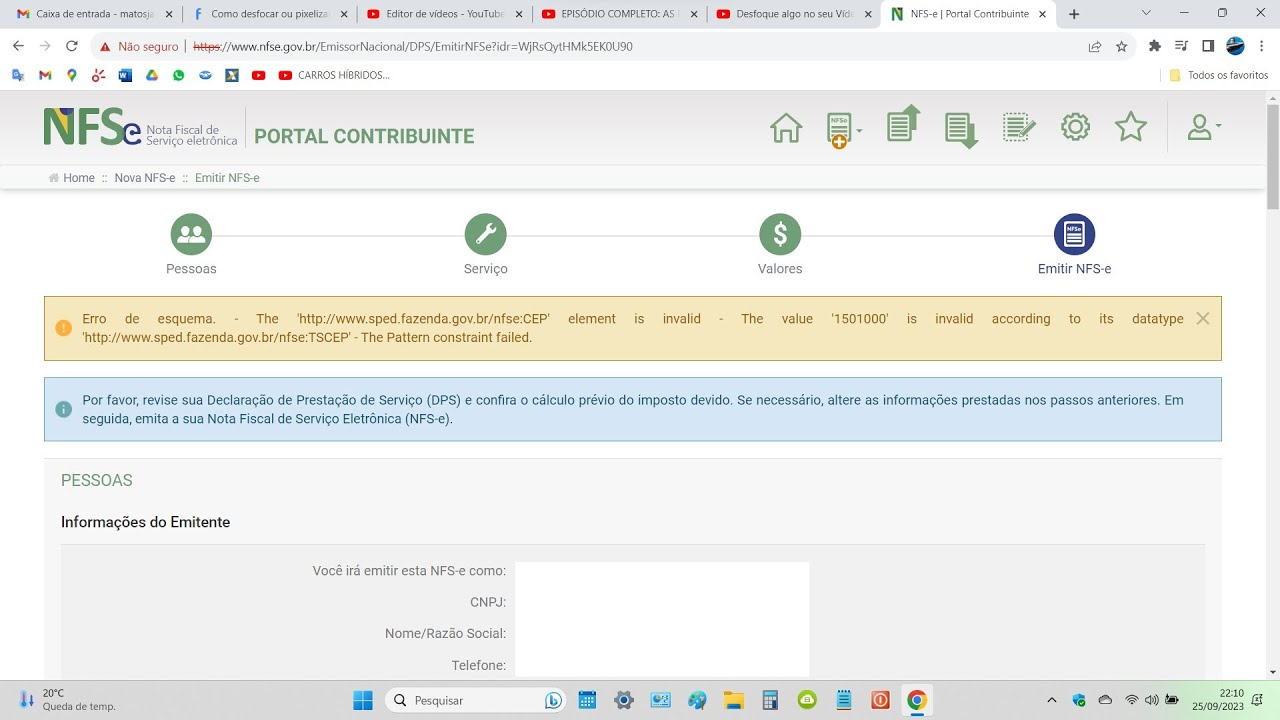 Caixa de entrada - matosja
Como desfocar ou pixeliza
Editor de vídeos - YouTube
EPISÓDIO COMPLETO: AS
Desfoque algo no seu Víde
NFS-e | Portal Contribuinte
Não seguro | https://www.nfse.gov.br/EmissorNacional/DPS/EmitirNFSe?idr=WjRsQytHMk5EK0U90
CARROS HÍBRIDOS...
Todos os favoritos
NFSe Nota Fiscal de
Serviço eletrônica
PORTAL CONTRIBUINTE
NFSe
Home :: Nova NFS-e :: Emitir NFS-e
$
NFSe
Pessoas
Serviço
Valores
Emitir NFS-e
Erro de esquema. - The 'http://www.sped.fazenda.gov.br/nfse:CEP' element is invalid - The value '1501000' is invalid according to its datatype
'http://www.sped.fazenda.gov.br/nfse:TSCEP' - The Pattern constraint failed.
Por favor, revise sua Declaração de Prestação de Serviço (DPS) e confira o cálculo prévio do imposto devido. Se necessário, altere as informações prestadas nos passos anteriores. Em
seguida, emita a sua Nota Fiscal de Serviço Eletrônica (NFS-e).
PESSOAS
Informações do Emitente
Você irá emitir esta NFS-e como:
CNPJ:
Nome/Razão Social:
Telefone:
20°C
Queda de temp.
Pesquisar
22:10
25/09/2023